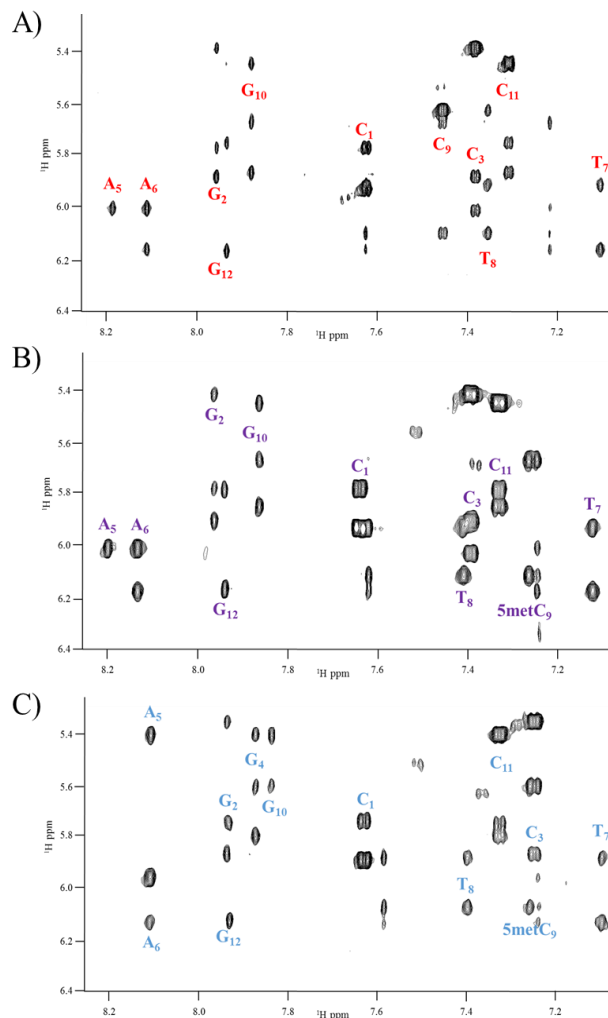 A)
5.4
5.6
5.8
6.0
6.2
6.4
¹H ppm
G₁₀
C₁₁
C₁
C₉
C₃
T₇
A₅
A₆
G₂
G₁₂
T₈
8.2
8.0
7.8
7.6
7.4
7.2
¹H ppm
B)
5.4
5.6
5.8
6.0
6.2
6.4
¹H ppm
G₂
G₁₀
C₁
C₁₁
C₃
T₇
A₅
A₆
G₁₂
T₈
5metC₉
8.2
8.0
7.8
7.6
7.4
7.2
¹H ppm
C)
5.4
5.6
5.8
6.0
6.2
6.4
¹H ppm
A₅
G₄
C₁₁
G₂
G₁₀
C₁
C₃
T₇
T₈
A₆
G₁₂
5metC₉
8.2
8.0
7.8
7.6
7.4
7.2
¹H ppm